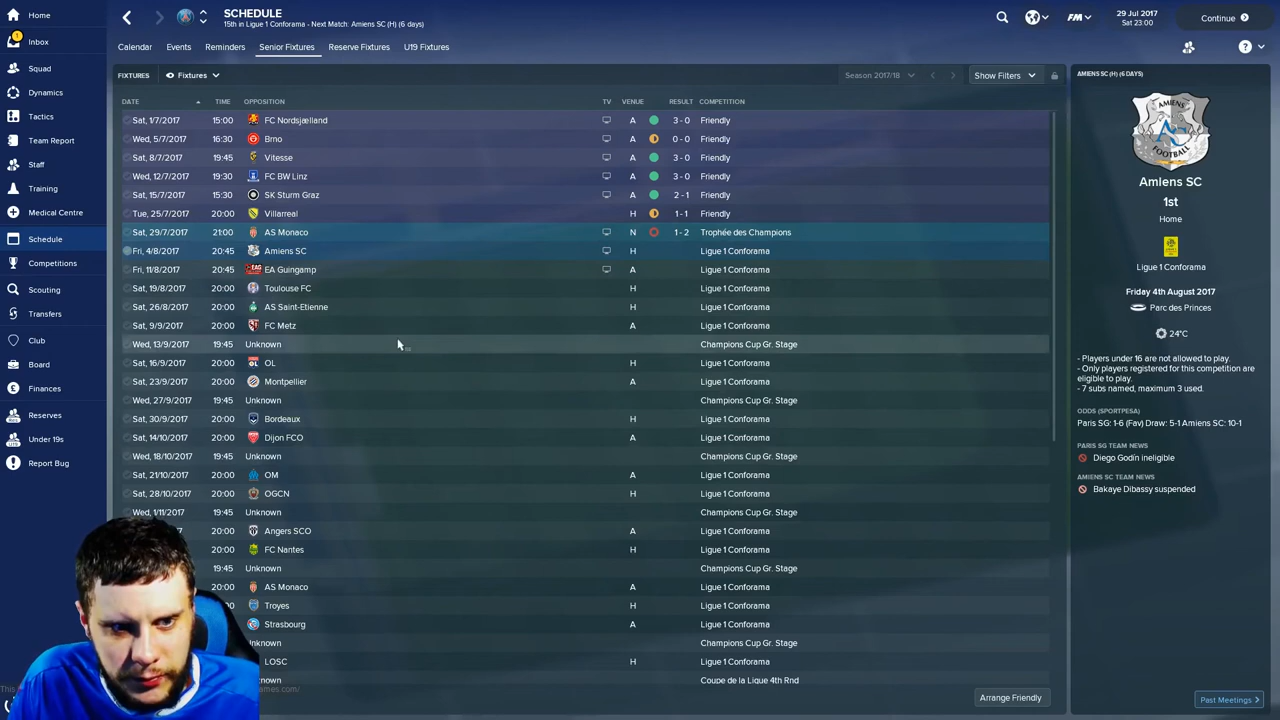 Home
Inbox
1
Squad
Dynamics
Tactics
Team Report
Staff
Training
Medical Centre
Schedule
Competitions
Scouting
Transfers
Club
Board
Finances
Reserves
Under 19s
Report Bug
SCHEDULE
15th in Ligue 1 Conforama - Next Match: Amiens SC (H) (6 days)
FM
29 Jul 2017
Sat 23:00
Continue
Calendar Events Reminders Senior Fixtures Reserve Fixtures U19 Fixtures
?
FIXTURES Fixtures Season 2017/18 Show Filters
DATE TIME OPPOSITION TV VENUE RESULT COMPETITION
Sat, 1/7/2017 15:00 FC Nordsjælland A 3 - 0 Friendly
Wed, 5/7/2017 16:30 Brno A 0 - 0 Friendly
Sat, 8/7/2017 19:45 Vitesse A 3 - 0 Friendly
Wed, 12/7/2017 19:30 FC BW Linz A 3 - 0 Friendly
Sat, 15/7/2017 15:30 SK Sturm Graz A 2 - 1 Friendly
Tue, 25/7/2017 20:00 Villarreal H 1 - 1 Friendly
Sat, 29/7/2017 21:00 AS Monaco N 1 - 2 Trophée des Champions
Fri, 4/8/2017 20:45 Amiens SC H Ligue 1 Conforama
Fri, 11/8/2017 20:45 EAG EA Guingamp A Ligue 1 Conforama
Sat, 19/8/2017 20:00 Toulouse FC H Ligue 1 Conforama
Sat, 26/8/2017 20:00 AS Saint-Etienne H Ligue 1 Conforama
Sat, 9/9/2017 20:00 FC Metz A Ligue 1 Conforama
Wed, 13/9/2017 19:45 Unknown Champions Cup Gr. Stage
Sat, 16/9/2017 20:00 OL H Ligue 1 Conforama
Sat, 23/9/2017 20:00 Montpellier A Ligue 1 Conforama
Wed, 27/9/2017 19:45 Unknown Champions Cup Gr. Stage
Sat, 30/9/2017 20:00 Bordeaux H Ligue 1 Conforama
Sat, 14/10/2017 20:00 Dijon FCO A Ligue 1 Conforama
Wed, 18/10/2017 19:45 Unknown Champions Cup Gr. Stage
Sat, 21/10/2017 20:00 OM A Ligue 1 Conforama
Sat, 28/10/2017 20:00 OGCN H Ligue 1 Conforama
Wed, 1/11/2017 19:45 Unknown Champions Cup Gr. Stage
20:00 Angers SCO A Ligue 1 Conforama
20:00 FC Nantes H Ligue 1 Conforama
19:45 Unknown Champions Cup Gr. Stage
20:00 AS Monaco A Ligue 1 Conforama
Troyes H Ligue 1 Conforama
Strasbourg A Ligue 1 Conforama
Champions Cup Gr. Stage
LOSC H Ligue 1 Conforama
Coupe de la Ligue 4th Rnd
Arrange Friendly
AMIENS SC (H) (6 DAYS)
AMIENS
FOOTBALL
Amiens SC
1st
Home
Ligue 1 Conforama
Friday 4th August 2017
Parc des Princes
24°C
- Players under 16 are not allowed to play.
- Only players registered for this competition are
eligible to play.
- 7 subs named, maximum 3 used.
ODDS (SPORTPESA)
Paris SG: 1-6 (Fav) Draw: 5-1 Amiens SC: 10-1
PARIS SG TEAM NEWS
Diego Godín ineligible
AMIENS SC TEAM NEWS
Bakaye Dibassy suspended
Past Meetings